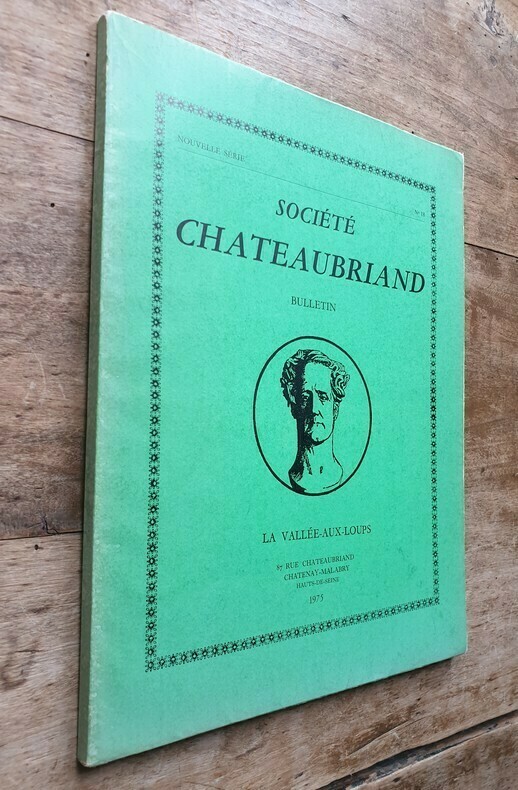 NOUVELLE SÉRIE
SOCIÉTÉ
CHATEAUBRIAND
BULLETIN
LA VALLÉE-AUX-LOUPS
87 RUE CHATEAUBRIAND
CHATENAY-MALABRY
HAUTS-DE-SEINE
1975